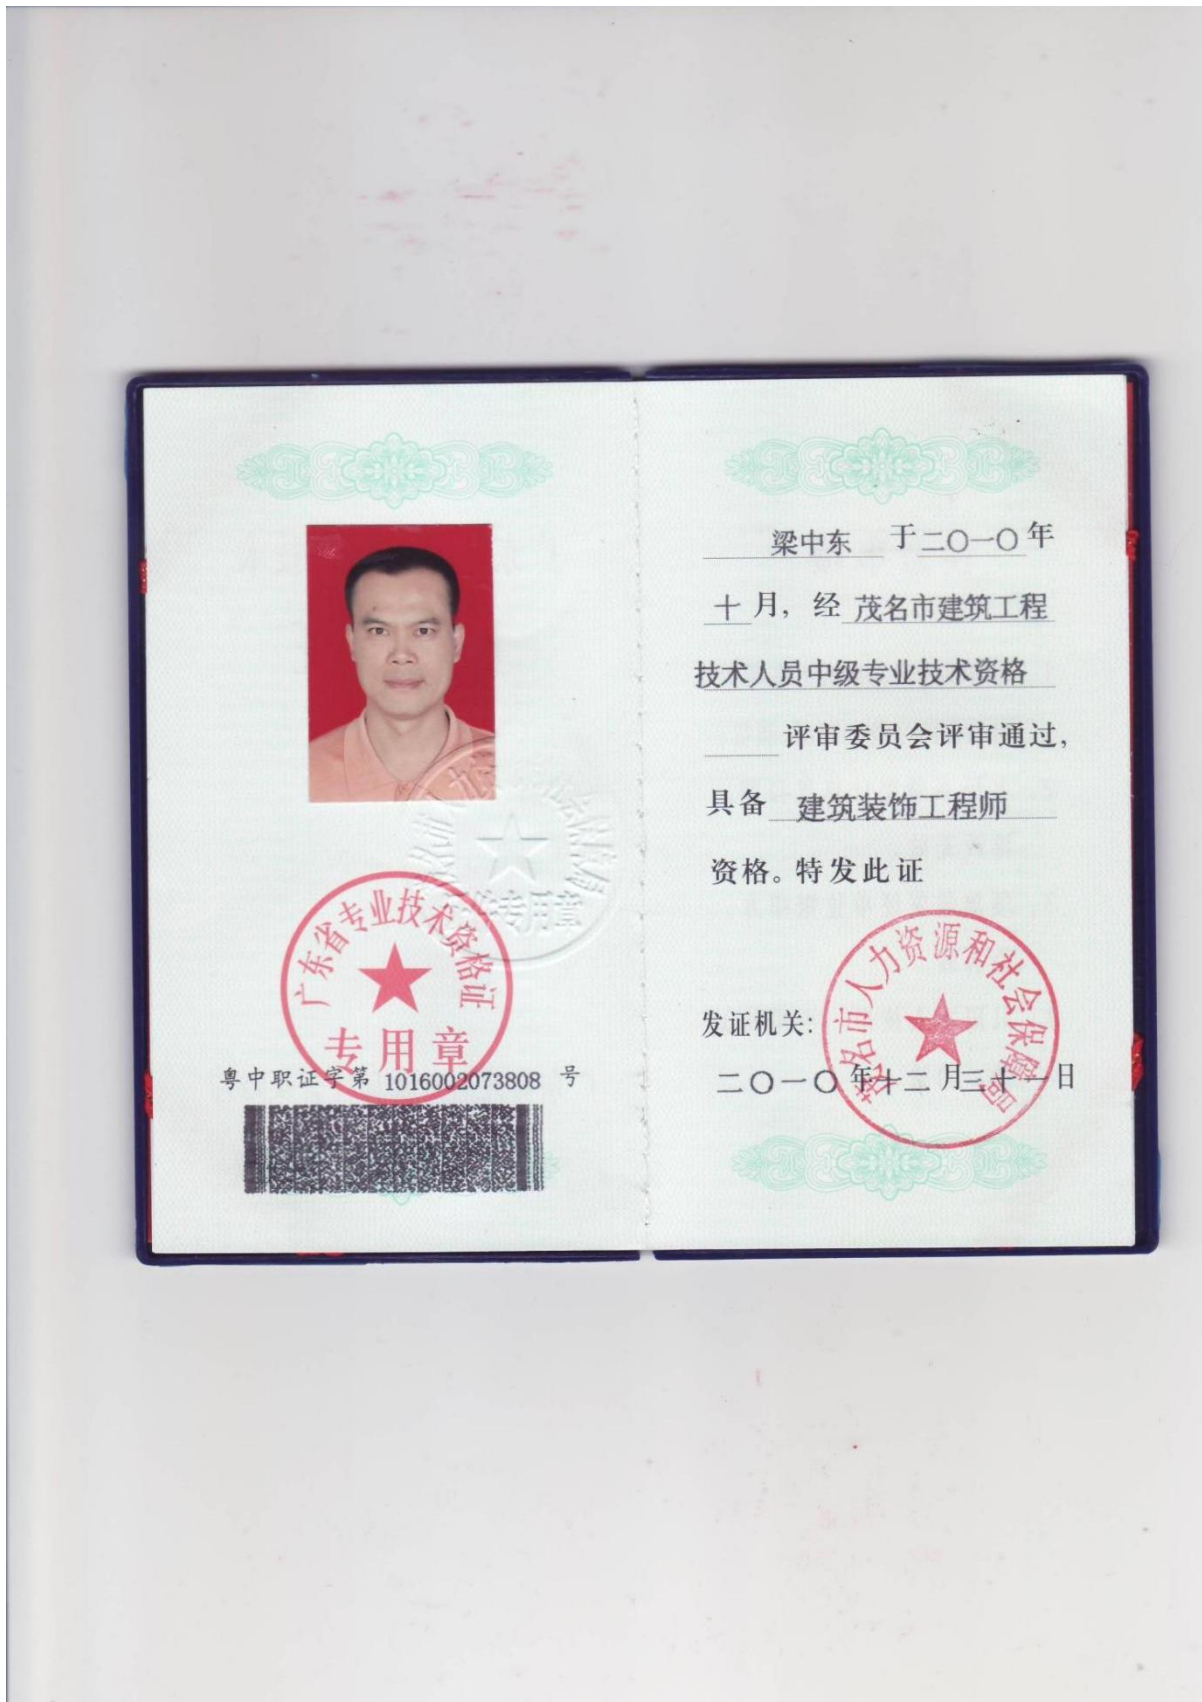 广东省专业技术资格证
专用章
专用章
粤中职证字第 1016002073808 号
梁中东 于二〇一〇年
十月，经 茂名市建筑工程
技术人员中级专业技术资格
评审委员会评审通过，
具备 建筑装饰工程师
资格。特发此证
茂名市人力资源和社会保障局
发证机关：
二〇一〇年十二月三十一日